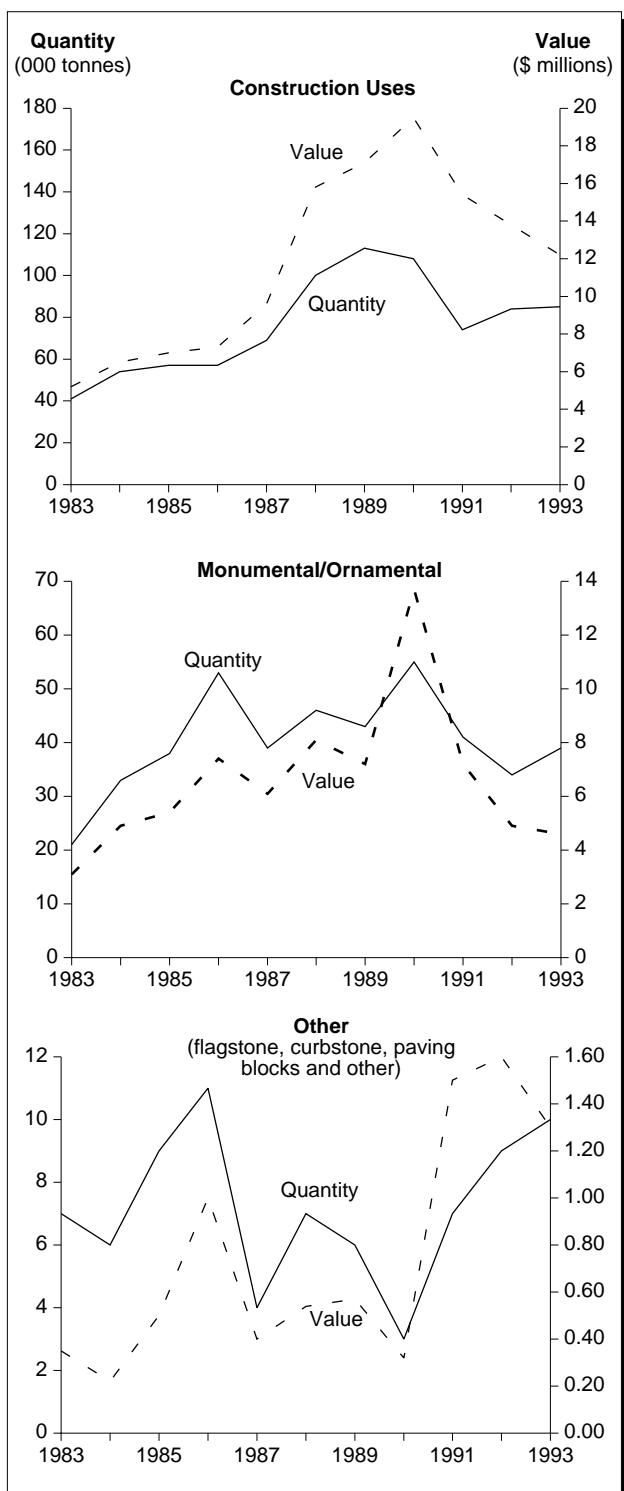 Quantity
(000 tonnes)
Value
($ millions)
Construction Uses
180
160
140
120
100
80
60
40
20
0
20
18
16
14
12
10
8
6
4
2
0
Value
Quantity
1983 1985 1987 1989 1991 1993
Monumental/Ornamental
70
60
50
40
30
20
10
0
14
12
10
8
6
4
2
0
Quantity
Value
1983 1985 1987 1989 1991 1993
Other
(flagstone, curbstone, paving
blocks and other)
12
10
8
6
4
2
0
1.60
1.40
1.20
1.00
0.80
0.60
0.40
0.20
0.00
Quantity
Value
1983 1985 1987 1989 1991 1993